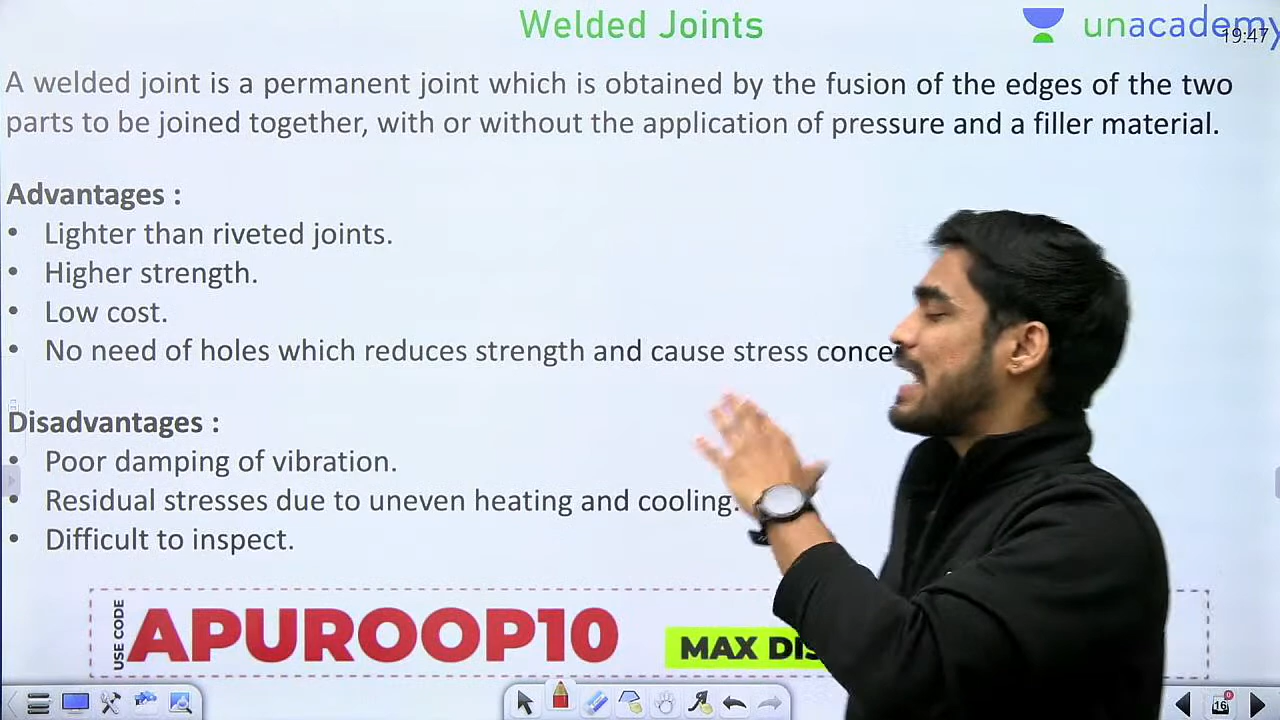 Welded Joints
unacademy
19:47
A welded joint is a permanent joint which is obtained by the fusion of the edges of the two
parts to be joined together, with or without the application of pressure and a filler material.
Advantages :
• Lighter than riveted joints.
• Higher strength.
• Low cost.
• No need of holes which reduces strength and cause stress conce
Disadvantages :
• Poor damping of vibration.
• Residual stresses due to uneven heating and cooling.
• Difficult to inspect.
USE CODE
APUROOP10
MAX DIS
16
0